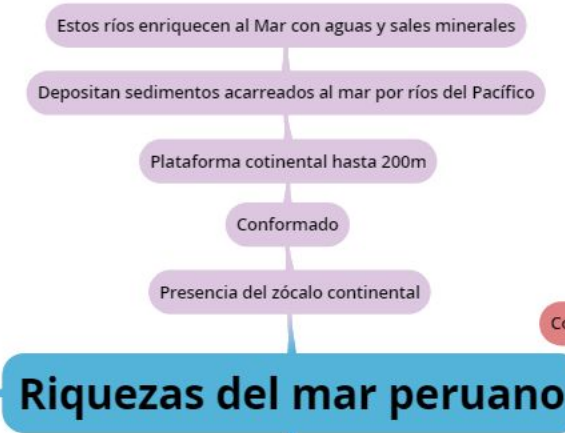 Estos ríos enriquecen al Mar con aguas y sales minerales
Depositan sedimentos acarreados al mar por ríos del Pacífico
Plataforma cotinental hasta 200m
Conformado
Presencia del zócalo continental
Riquezas del mar peruano